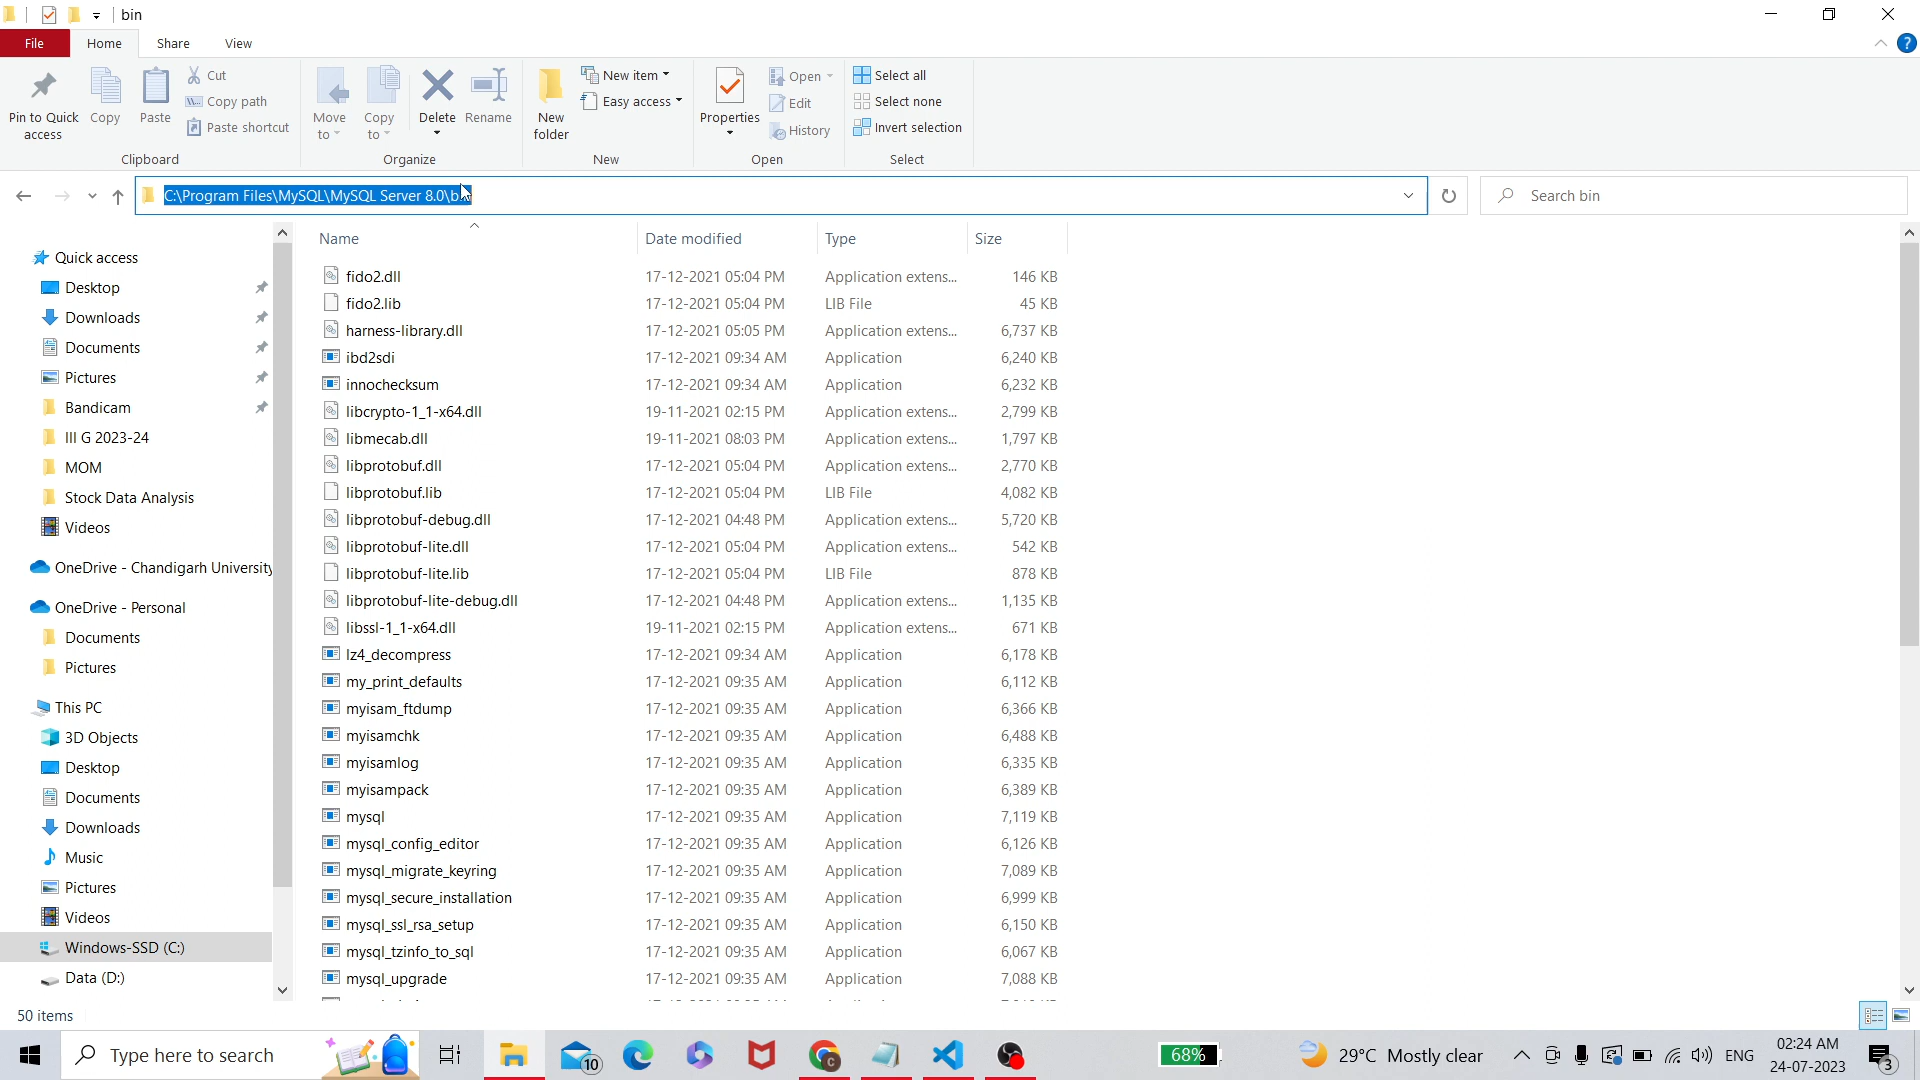 bin
File
Home
Share
View
Pin to Quick access
Copy
Paste
Cut
Copy path
Paste shortcut
Clipboard
Move to
Copy to
Delete
Rename
Organize
New folder
New item
Easy access
New
Properties
Open
Edit
History
Open
Select all
Select none
Invert selection
Select
C:\Program Files\MySQL\MySQL Server 8.0\bin
Search bin
Quick access
Desktop
Downloads
Documents
Pictures
Bandicam
III G 2023-24
MOM
Stock Data Analysis
Videos
OneDrive - Chandigarh University
OneDrive - Personal
Documents
Pictures
This PC
3D Objects
Desktop
Documents
Downloads
Music
Pictures
Videos
Windows-SSD (C:)
Data (D:)
Name Date modified Type Size
fido2.dll 17-12-2021 05:04 PM Application extens... 146 KB
fido2.lib 17-12-2021 05:04 PM LIB File 45 KB
harness-library.dll 17-12-2021 05:05 PM Application extens... 6,737 KB
ibd2sdi 17-12-2021 09:34 AM Application 6,240 KB
innochecksum 17-12-2021 09:34 AM Application 6,232 KB
libcrypto-1_1-x64.dll 19-11-2021 02:15 PM Application extens... 2,799 KB
libmecab.dll 19-11-2021 08:03 PM Application extens... 1,797 KB
libprotobuf.dll 17-12-2021 05:04 PM Application extens... 2,770 KB
libprotobuf.lib 17-12-2021 05:04 PM LIB File 4,082 KB
libprotobuf-debug.dll 17-12-2021 04:48 PM Application extens... 5,720 KB
libprotobuf-lite.dll 17-12-2021 05:04 PM Application extens... 542 KB
libprotobuf-lite.lib 17-12-2021 05:04 PM LIB File 878 KB
libprotobuf-lite-debug.dll 17-12-2021 04:48 PM Application extens... 1,135 KB
libssl-1_1-x64.dll 19-11-2021 02:15 PM Application extens... 671 KB
lz4_decompress 17-12-2021 09:34 AM Application 6,178 KB
my_print_defaults 17-12-2021 09:35 AM Application 6,112 KB
myisam_ftdump 17-12-2021 09:35 AM Application 6,366 KB
myisamchk 17-12-2021 09:35 AM Application 6,488 KB
myisamlog 17-12-2021 09:35 AM Application 6,335 KB
myisampack 17-12-2021 09:35 AM Application 6,389 KB
mysql 17-12-2021 09:35 AM Application 7,119 KB
mysql_config_editor 17-12-2021 09:35 AM Application 6,126 KB
mysql_migrate_keyring 17-12-2021 09:35 AM Application 7,089 KB
mysql_secure_installation 17-12-2021 09:35 AM Application 6,999 KB
mysql_ssl_rsa_setup 17-12-2021 09:35 AM Application 6,150 KB
mysql_tzinfo_to_sql 17-12-2021 09:35 AM Application 6,067 KB
mysql_upgrade 17-12-2021 09:35 AM Application 7,088 KB
50 items
Type here to search
10
C
68%
29°C Mostly clear
ENG
02:24 AM
24-07-2023
3